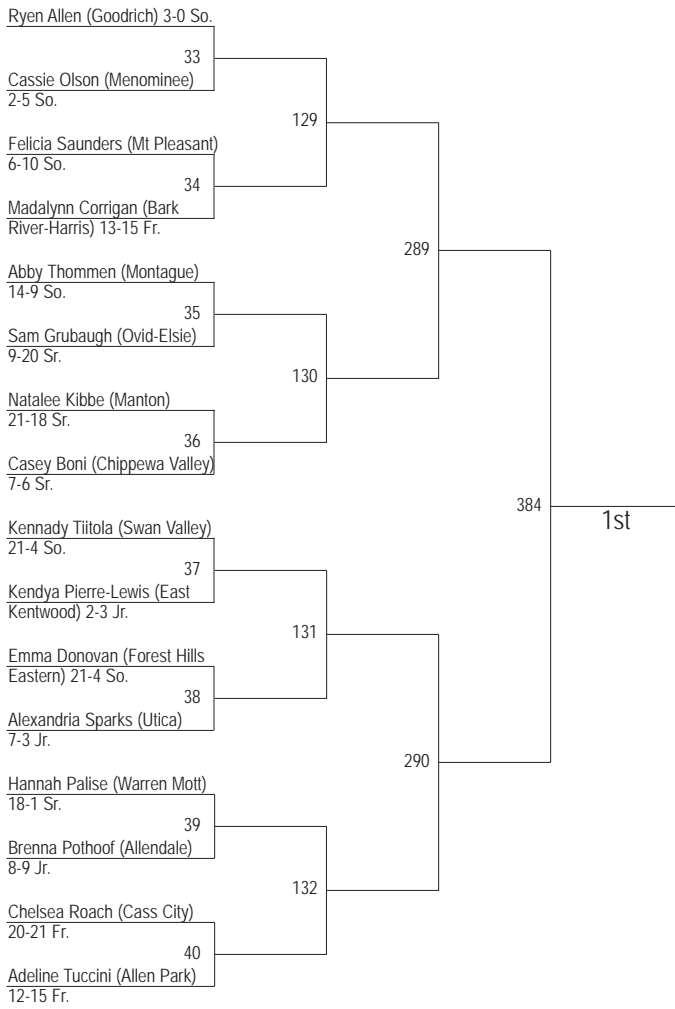 Ryen Allen (Goodrich) 3-0 So.
33
Cassie Olson (Menominee)
2-5 So.
129
Felicia Saunders (Mt Pleasant)
6-10 So.
34
Madalynn Corrigan (Bark
River-Harris) 13-15 Fr.
289
Abby Thommen (Montague)
14-9 So.
35
Sam Grubaugh (Ovid-Elsie)
9-20 Sr.
130
Natalee Kibbe (Manton)
21-18 Sr.
36
Casey Boni (Chippewa Valley)
7-6 Sr.
384
1st
Kennady Tiitola (Swan Valley)
21-4 So.
37
Kendya Pierre-Lewis (East
Kentwood) 2-3 Jr.
131
Emma Donovan (Forest Hills
Eastern) 21-4 So.
38
Alexandria Sparks (Utica)
7-3 Jr.
290
Hannah Palise (Warren Mott)
18-1 Sr.
39
Brenna Pothoof (Allendale)
8-9 Jr.
132
Chelsea Roach (Cass City)
20-21 Fr.
40
Adeline Tuccini (Allen Park)
12-15 Fr.